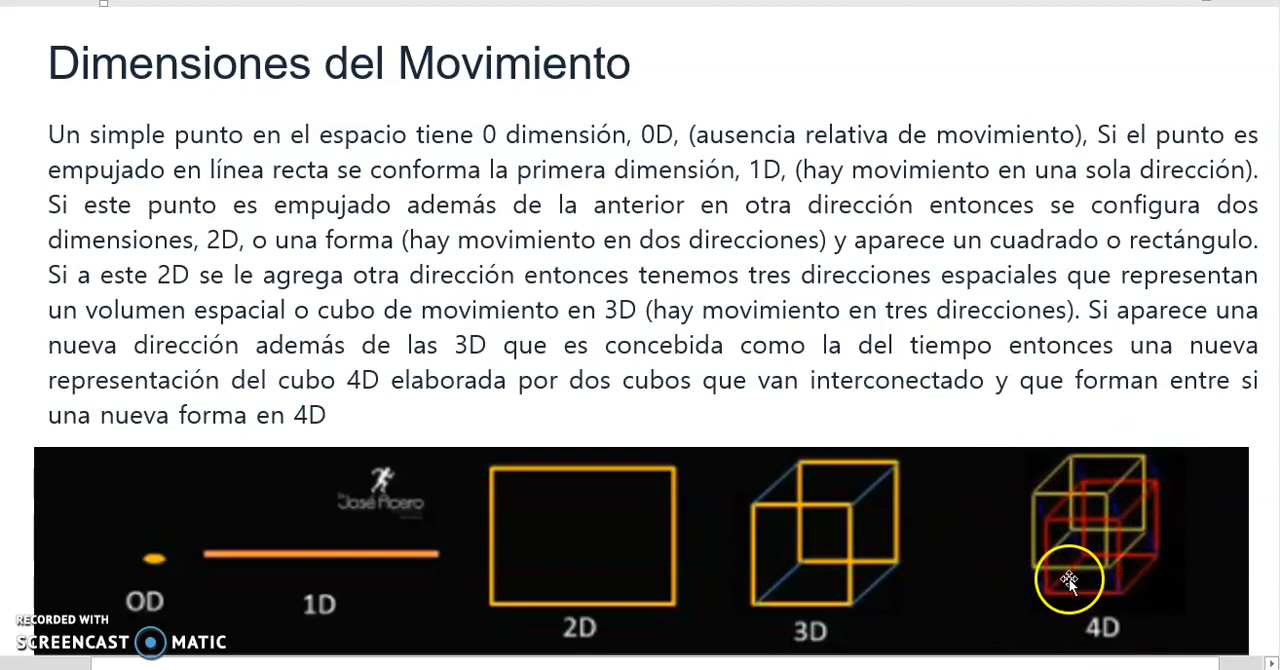 Dimensiones del Movimiento
Un simple punto en el espacio tiene 0 dimensión, 0D, (ausencia relativa de movimiento), Si el punto es
empujado en línea recta se conforma la primera dimensión, 1D, (hay movimiento en una sola dirección).
Si este punto es empujado además de la anterior en otra dirección entonces se configura dos
dimensiones, 2D, o una forma (hay movimiento en dos direcciones) y aparece un cuadrado o rectángulo.
Si a este 2D se le agrega otra dirección entonces tenemos tres direcciones espaciales que representan
un volumen espacial o cubo de movimiento en 3D (hay movimiento en tres direcciones). Si aparece una
nueva dirección además de las 3D que es concebida como la del tiempo entonces una nueva
representación del cubo 4D elaborada por dos cubos que van interconectado y que forman entre si
una nueva forma en 4D
José Acero
OD
1D
2D
3D
4D
RECORDED WITH
SCREENCAST MATIC